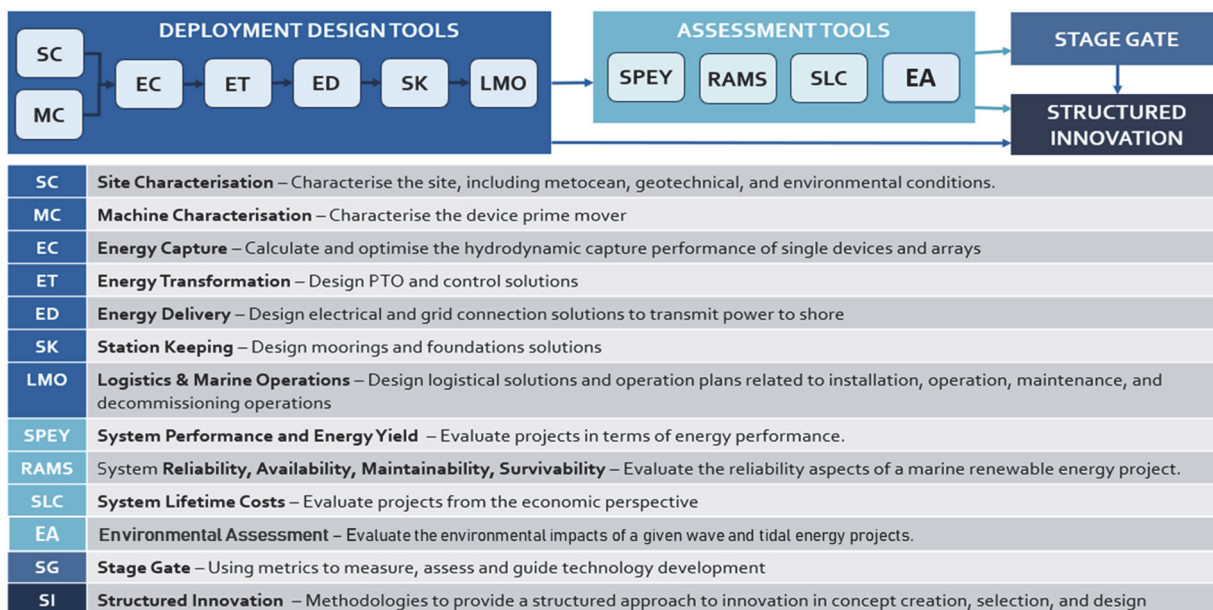 DEPLOYMENT DESIGN TOOLS
SC
MC
EC
ET
ED
SK
LMO
ASSESSMENT TOOLS
SPEY
RAMS
SLC
EA
STAGE GATE
STRUCTURED
INNOVATION
SC Site Characterisation – Characterise the site, including metocean, geotechnical, and environmental conditions.
MC Machine Characterisation – Characterise the device prime mover
EC Energy Capture – Calculate and optimise the hydrodynamic capture performance of single devices and arrays
ET Energy Transformation – Design PTO and control solutions
ED Energy Delivery – Design electrical and grid connection solutions to transmit power to shore
SK Station Keeping – Design moorings and foundations solutions
LMO Logistics & Marine Operations – Design logistical solutions and operation plans related to installation, operation, maintenance, and
decommissioning operations
SPEY System Performance and Energy Yield – Evaluate projects in terms of energy performance.
RAMS System Reliability, Availability, Maintainability, Survivability – Evaluate the reliability aspects of a marine renewable energy project.
SLC System Lifetime Costs – Evaluate projects from the economic perspective
EA Environmental Assessment – Evaluate the environmental impacts of a given wave and tidal energy projects.
SG Stage Gate – Using metrics to measure, assess and guide technology development
SI Structured Innovation – Methodologies to provide a structured approach to innovation in concept creation, selection, and design